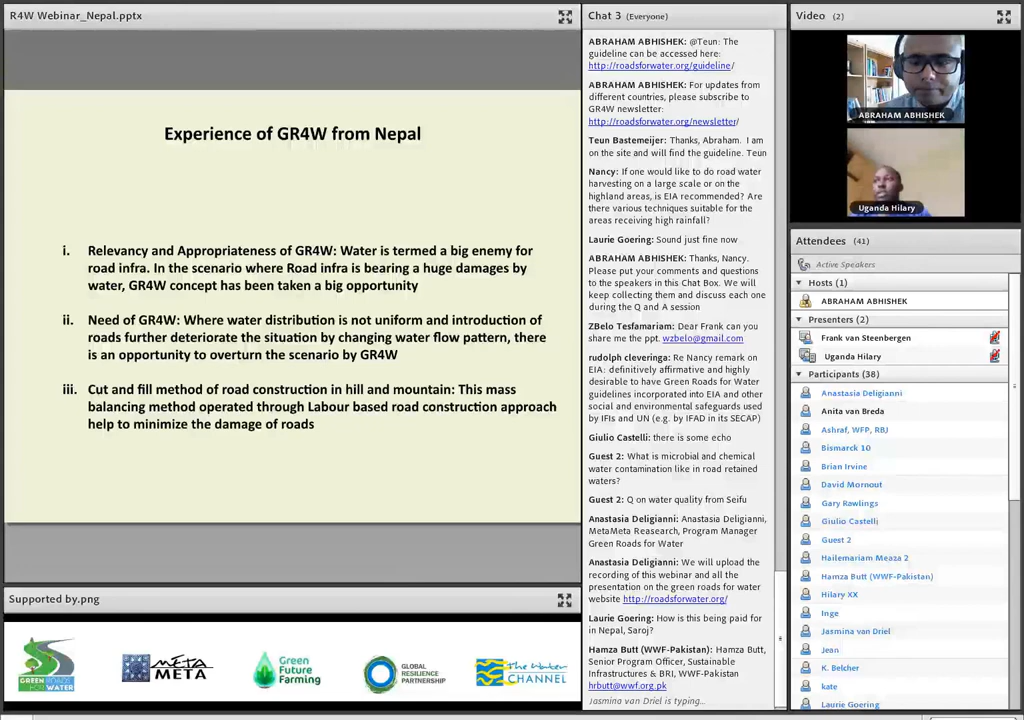 R4W Webinar_Nepal.pptx
Experience of GR4W from Nepal
i. Relevancy and Appropriateness of GR4W: Water is termed a big enemy for
road infra. In the scenario where Road infra is bearing a huge damages by
water, GR4W concept has been taken a big opportunity
ii. Need of GR4W: Where water distribution is not uniform and introduction of
roads further deteriorate the situation by changing water flow pattern, there
is an opportunity to overturn the scenario by GR4W
iii. Cut and fill method of road construction in hill and mountain: This mass
balancing method operated through Labour based road construction approach
help to minimize the damage of roads
Supported by.png
GREEN ROADS
FOR WATER
META
META
Green
Future
Farming
GLOBAL
RESILIENCE
PARTNERSHIP
The Water
CHANNEL
Chat 3 (Everyone)
ABRAHAM ABHISHEK: @Teun: The
guideline can be accessed here:
http://roadsforwater.org/guideline/
ABRAHAM ABHISHEK: For updates from
different countries, please subscribe to
GR4W newsletter:
http://roadsforwater.org/newsletter/
Teun Bastemeijer: Thanks, Abraham. I am
on the site and will find the guideline. Teun
Nancy: If one would like to do road water
harvesting on a large scale or on the
highland areas, is EIA recommended? Are
there various techniques suitable for the
areas receiving high rainfall?
Laurie Goering: Sound just fine now
ABRAHAM ABHISHEK: Thanks, Nancy.
Please put your comments and questions
to the speakers in this Chat Box. We will
keep collecting them and discuss each one
during the Q and A session
ZBelo Tesfamariam: Dear Frank can you
share me the ppt. wzbelo@gmail.com
rudolph cleveringa: Re Nancy remark on
EIA: definitively affirmative and highly
desirable to have Green Roads for Water
guidelines incorporated into EIA and other
social and environmental safeguards used
by IFIs and UN (e.g. by IFAD in its SECAP)
Giulio Castelli: there is some echo
Guest 2: What is microbial and chemical
water contamination like in road retained
waters?
Guest 2: Q on water quality from Seifu
Anastasia Deligianni: Anastasia Deligianni,
MetaMeta Reasearch, Program Manager
Green Roads for Water
Anastasia Deligianni: We will upload the
recording of this webinar and all the
presentation on the green roads for water
website http://roadsforwater.org/
Laurie Goering: How is this being paid for
in Nepal, Saroj?
Hamza Butt (WWF-Pakistan): Hamza Butt,
Senior Program Officer, Sustainable
Infrastructures & BRI, WWF-Pakistan
hrbutt@wwf.org.pk
Jasmina van Driel is typing...
Video (2)
ABRAHAM ABHISHEK
Uganda Hilary
Attendees (41)
Active Speakers
Hosts (1)
ABRAHAM ABHISHEK
Presenters (2)
Frank van Steenbergen
Uganda Hilary
Participants (38)
Anastasia Deligianni
Anita van Breda
Ashraf, WFP, RBJ
Bismarck 10
Brian Irvine
David Mornout
Gary Rawlings
Giulio Castelli
Guest 2
Hailemariam Meaza 2
Hamza Butt (WWF-Pakistan)
Hilary XX
Inge
Jasmina van Driel
Jean
K. Belcher
kate
Laurie Goering